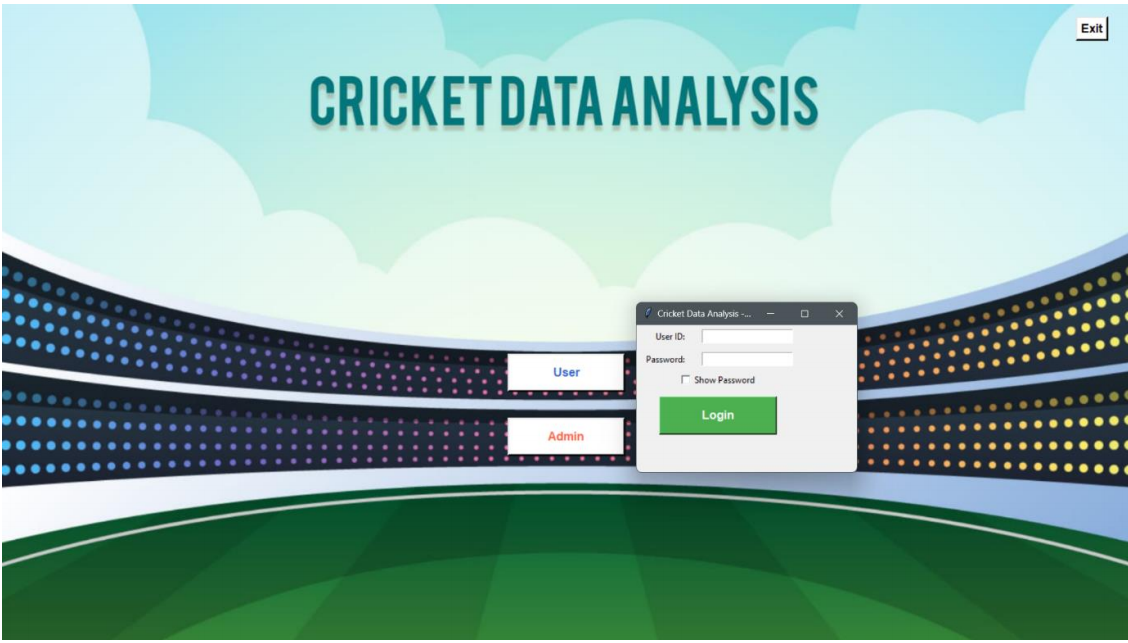 Exit
CRICKET DATA ANALYSIS
Cricket Data Analysis -...
User ID:
Password:
Show Password
Login
User
Admin